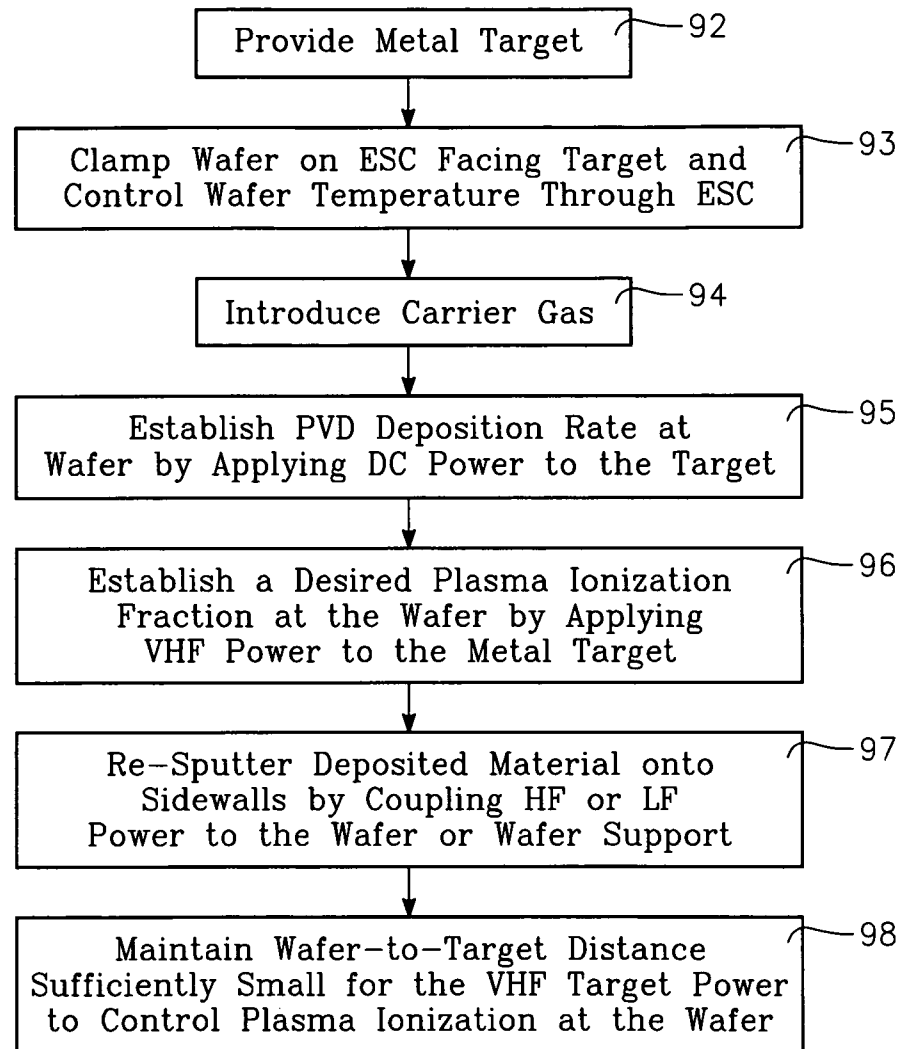 Provide Metal Target
92
Clamp Wafer on ESC Facing Target and
Control Wafer Temperature Through ESC
93
Introduce Carrier Gas
94
Establish PVD Deposition Rate at
Wafer by Applying DC Power to the Target
95
Establish a Desired Plasma Ionization
Fraction at the Wafer by Applying
VHF Power to the Metal Target
96
Re-Sputter Deposited Material onto
Sidewalls by Coupling HF or LF
Power to the Wafer or Wafer Support
97
Maintain Wafer-to-Target Distance
Sufficiently Small for the VHF Target Power
to Control Plasma Ionization at the Wafer
98